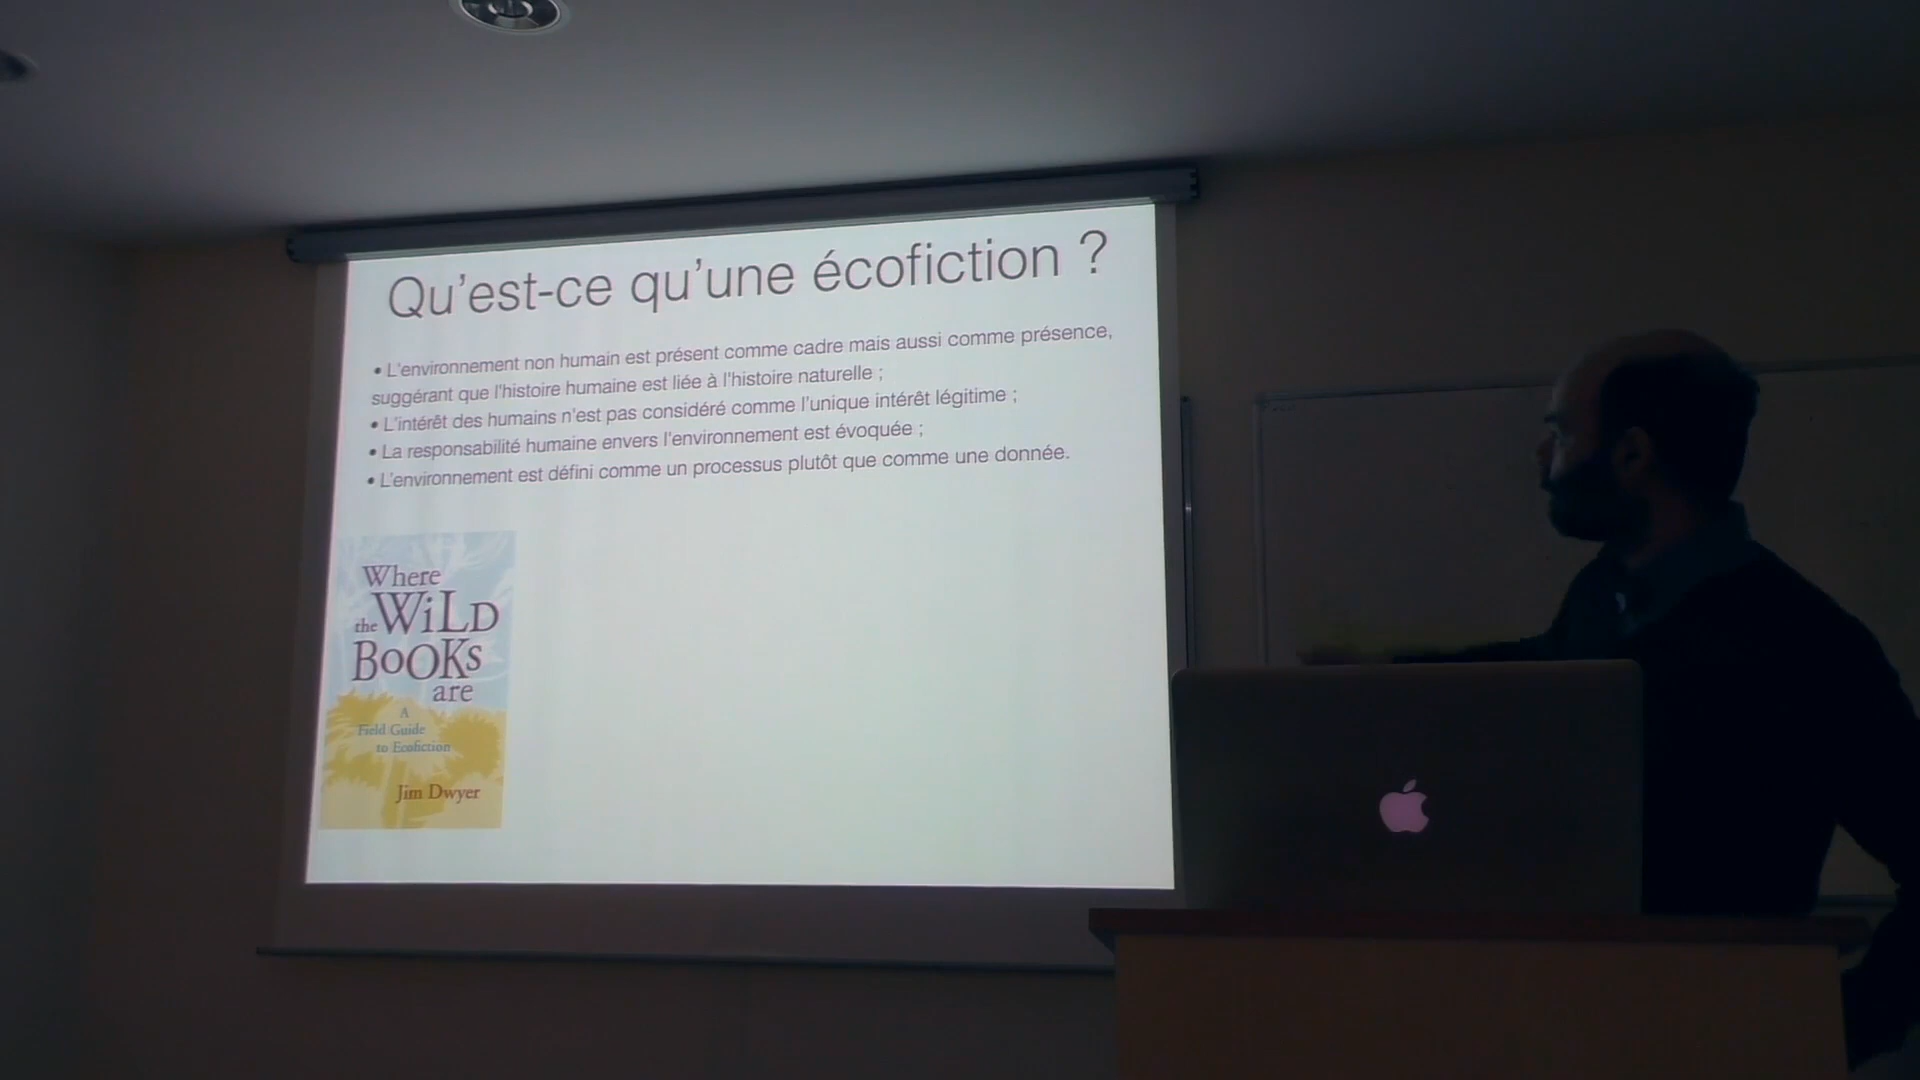 Qu'est-ce qu'une écofiction ?
• L'environnement non humain est présent comme cadre mais aussi comme présence,
suggérant que l'histoire humaine est liée à l'histoire naturelle ;
• L'intérêt des humains n'est pas considéré comme l'unique intérêt légitime ;
• La responsabilité humaine envers l'environnement est évoquée ;
• L'environnement est défini comme un processus plutôt que comme une donnée.
Where
the WiLD
BoOKs
are
A
Field Guide
to Ecofiction
Jim Dwyer